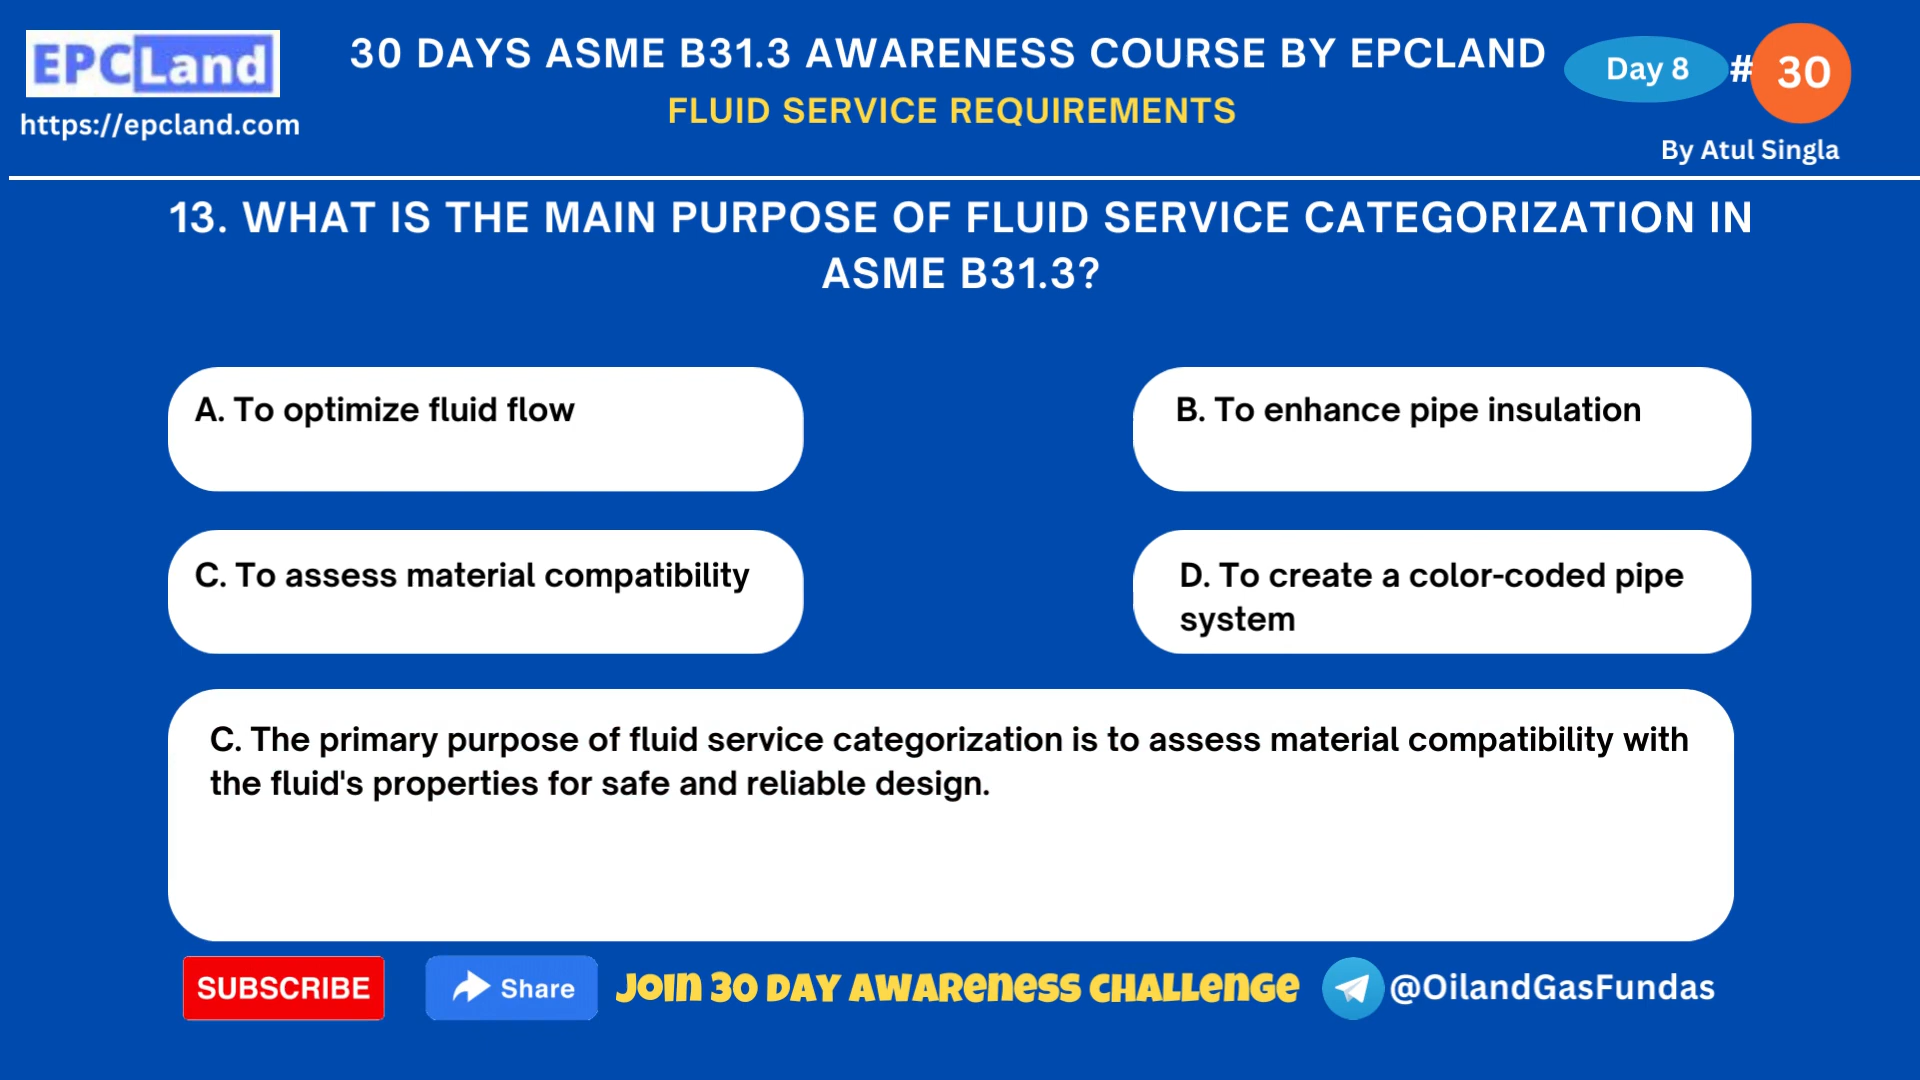 EPCLand
https://epcland.com
30 DAYS ASME B31.3 AWARENESS COURSE BY EPCLAND
FLUID SERVICE REQUIREMENTS
Day 8 # 30
By Atul Singla
13. WHAT IS THE MAIN PURPOSE OF FLUID SERVICE CATEGORIZATION IN
ASME B31.3?
A. To optimize fluid flow
B. To enhance pipe insulation
C. To assess material compatibility
D. To create a color-coded pipe
system
C. The primary purpose of fluid service categorization is to assess material compatibility with
the fluid's properties for safe and reliable design.
SUBSCRIBE
Share
Join 30 Day Awareness Challenge
@OilandGasFundas